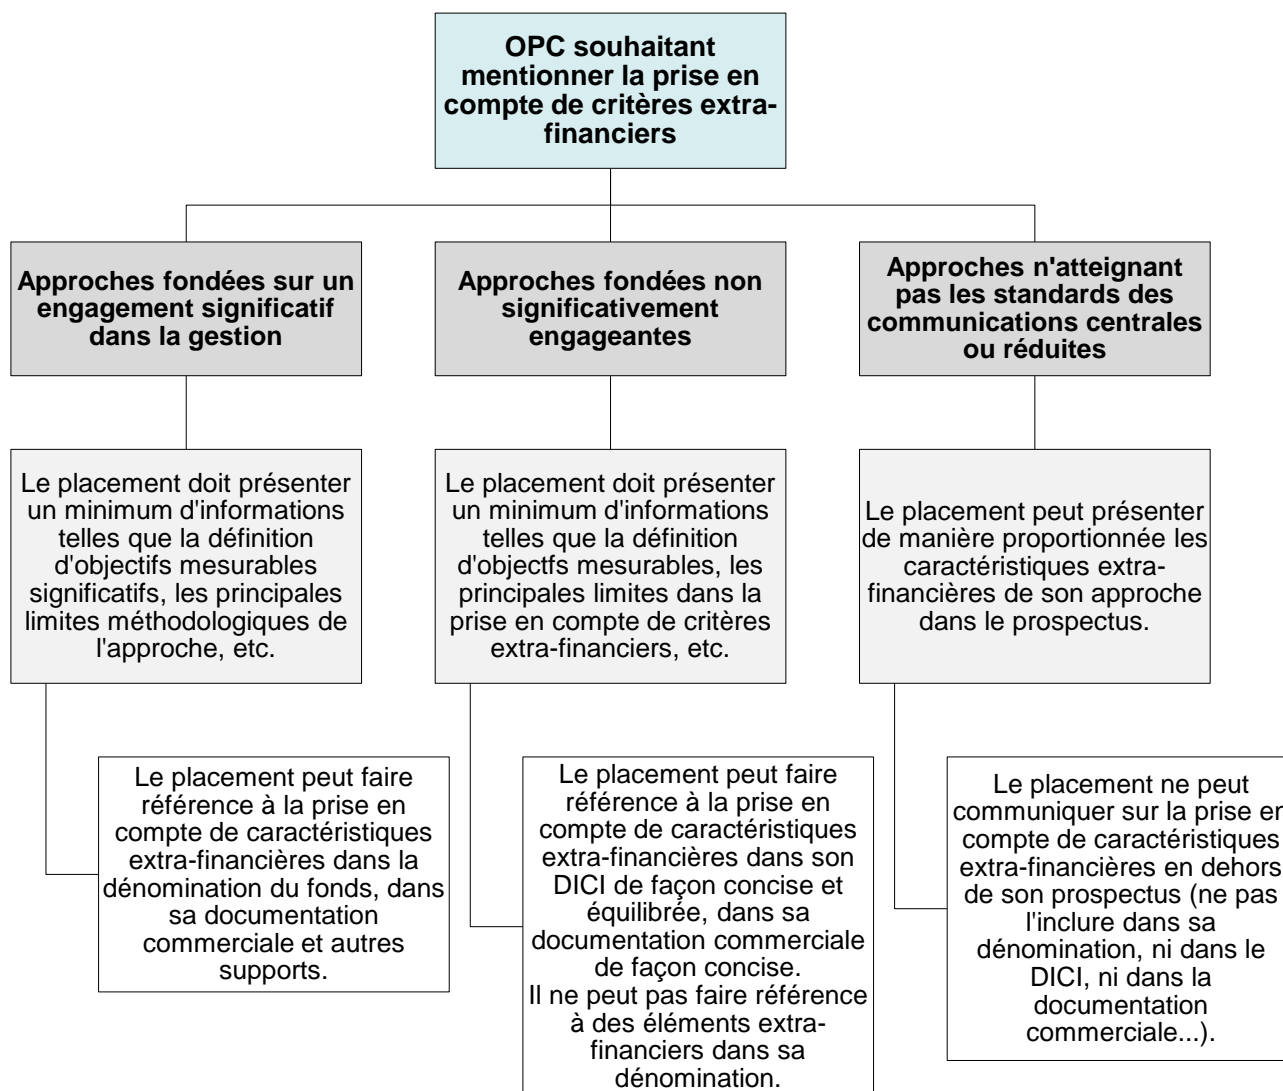 OPC souhaitant
mentionner la prise en
compte de critères extra-
financiers
Approches fondées sur un
engagement significatif
dans la gestion
Approches fondées non
significativement
engageantes
Approches n'atteignant
pas les standards des
communications centrales
ou réduites
Le placement doit présenter
un minimum d'informations
telles que la définition
d'objectifs mesurables
significatifs, les principales
limites méthodologiques de
l'approche, etc.
Le placement doit présenter
un minimum d'informations
telles que la définition
d'objectfs mesurables, les
principales limites dans la
prise en compte de critères
extra-financiers, etc.
Le placement peut présenter
de manière proportionnée les
caractéristiques extra-
financières de son approche
dans le prospectus.
Le placement peut faire
référence à la prise en
compte de caractéristiques
extra-financières dans la
dénomination du fonds, dans
sa documentation
commerciale et autres
supports.
Le placement peut faire
référence à la prise en
compte de caractéristiques
extra-financières dans son
DICI de façon concise et
équilibrée, dans sa
documentation commerciale
de façon concise.
Il ne peut pas faire référence
à des éléments extra-
financiers dans sa
dénomination.
Le placement ne peut
communiquer sur la prise en
compte de caractéristiques
extra-financières en dehors
de son prospectus (ne pas
l'inclure dans sa
dénomination, ni dans le
DICI, ni dans la
documentation
commerciale...).